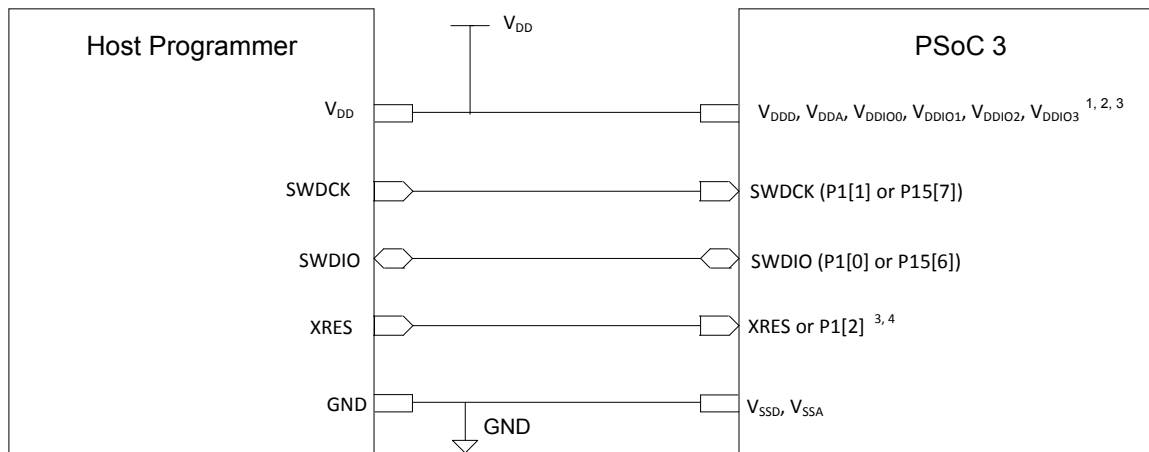 V_DD
Host Programmer
PSoC 3
V_DD
V_DDD, V_DDA, V_DDIO0, V_DDIO1, V_DDIO2, V_DDIO3 ^1, 2, 3
SWDCK
SWDCK (P1[1] or P15[7])
SWDIO
SWDIO (P1[0] or P15[6])
XRES
XRES or P1[2] ^3, 4
GND
V_SSD, V_SSA
GND